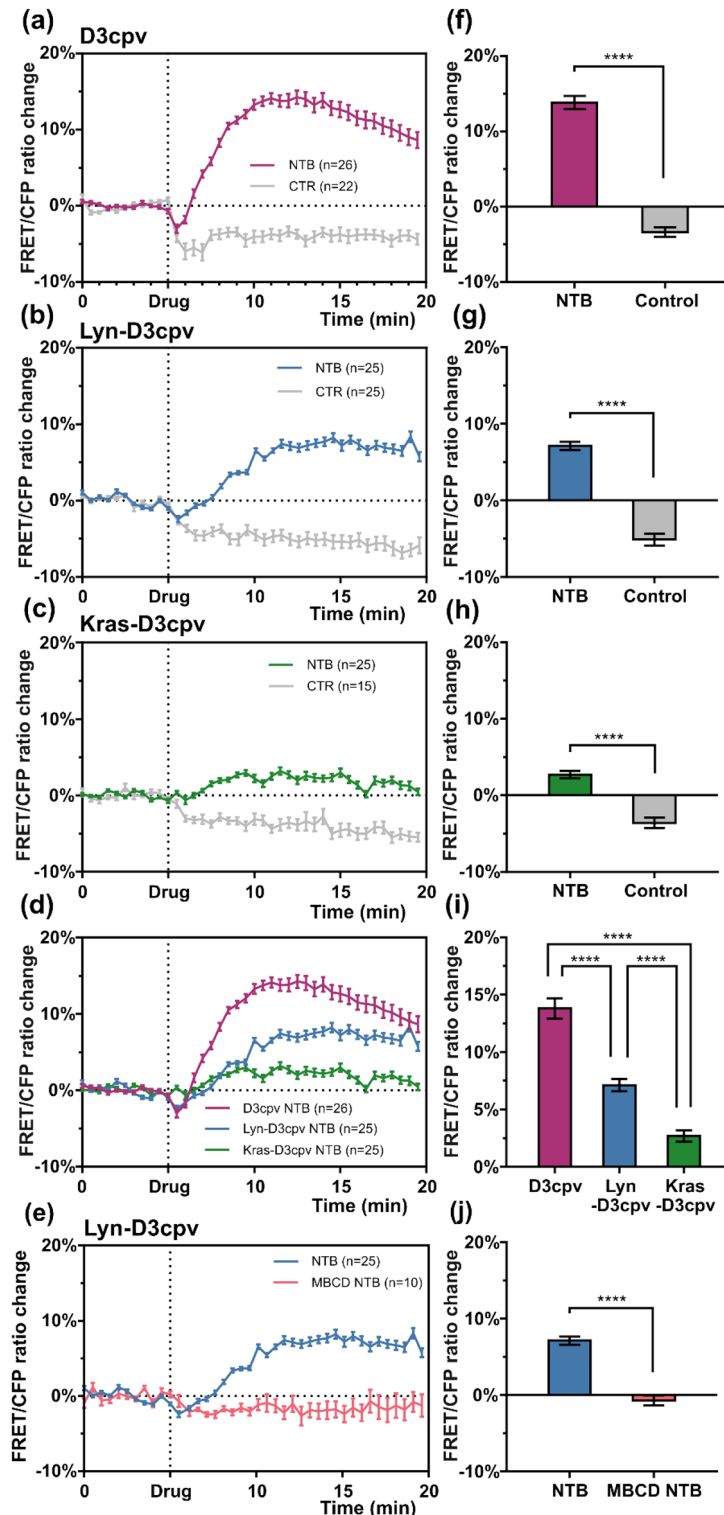 (a)
D3cpv
20%
10%
0%
-10%
FRET/CFP ratio change
NTB (n=26)
CTR (n=22)
0 Drug 10 15 20
Time (min)
(f)
20%
15%
10%
5%
0%
-5%
-10%
FRET/CFP ratio change
****
NTB Control
(b)
Lyn-D3cpv
20%
10%
0%
-10%
FRET/CFP ratio change
NTB (n=25)
CTR (n=25)
0 Drug 10 15 20
Time (min)
(g)
20%
15%
10%
5%
0%
-5%
-10%
FRET/CFP ratio change
****
NTB Control
(c)
Kras-D3cpv
20%
10%
0%
-10%
FRET/CFP ratio change
NTB (n=25)
CTR (n=15)
0 Drug 10 15 20
Time (min)
(h)
20%
15%
10%
5%
0%
-5%
-10%
FRET/CFP ratio change
****
NTB Control
(d)
20%
10%
0%
-10%
FRET/CFP ratio change
D3cpv NTB (n=26)
Lyn-D3cpv NTB (n=25)
Kras-D3cpv NTB (n=25)
0 Drug 10 15 20
Time (min)
(i)
20%
15%
10%
5%
0%
FRET/CFP ratio change
****
**** ****
D3cpv Lyn Kras
-D3cpv -D3cpv
(e)
Lyn-D3cpv
20%
10%
0%
-10%
FRET/CFP ratio change
NTB (n=25)
MBCD NTB (n=10)
0 Drug 10 15 20
Time (min)
(j)
20%
15%
10%
5%
0%
-5%
-10%
FRET/CFP ratio change
****
NTB MBCD NTB